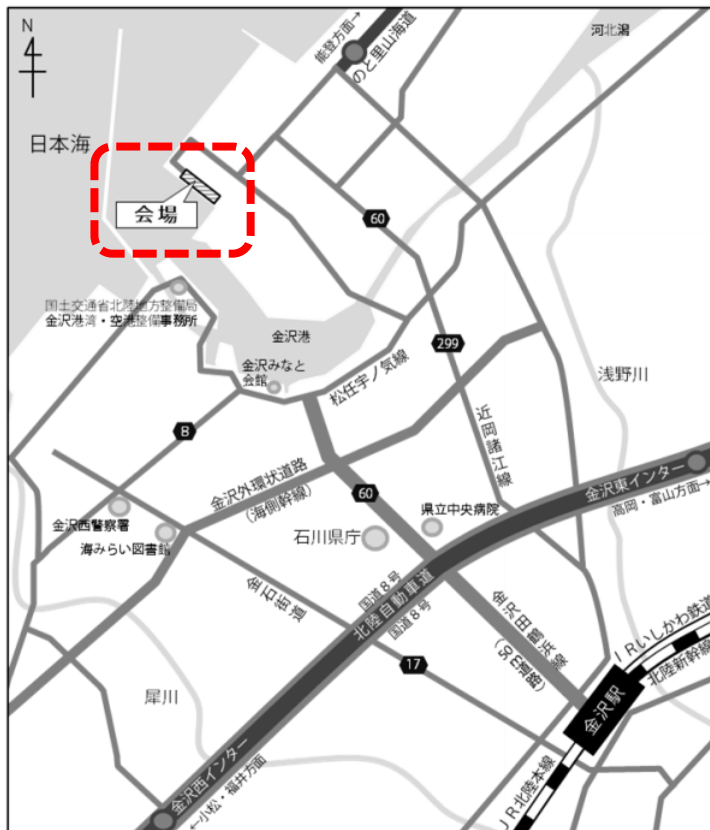 N
能登方面→
のと里山海道
河北潟
日本海
会場
60
国土交通省北陸地方整備局
金沢港湾・空港整備事務所
金沢港
299
金沢みなと
会館
松任宇ノ気線
浅野川
近岡諸江線
8
金沢外環状道路
(海側幹線)
60
金沢東インター
高岡・富山方面→
金沢西警察署
海みらい図書館
石川県庁
県立中央病院
金石街道
国道8号
北陸自動車道
国道8号
金沢田鶴浜線
(50m道路)
17
IRいしかわ鉄道
北陸新幹線
犀川
金沢駅
金沢西インター
←小松・福井方面
JR北陸本線